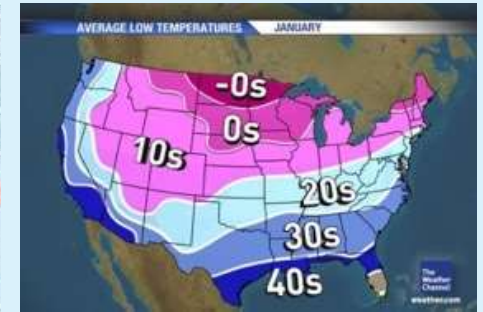 AVERAGE LOW TEMPERATURES JANUARY
-0s
0s
10s
20s
30s
40s
The
Weather
Channel
weather.com